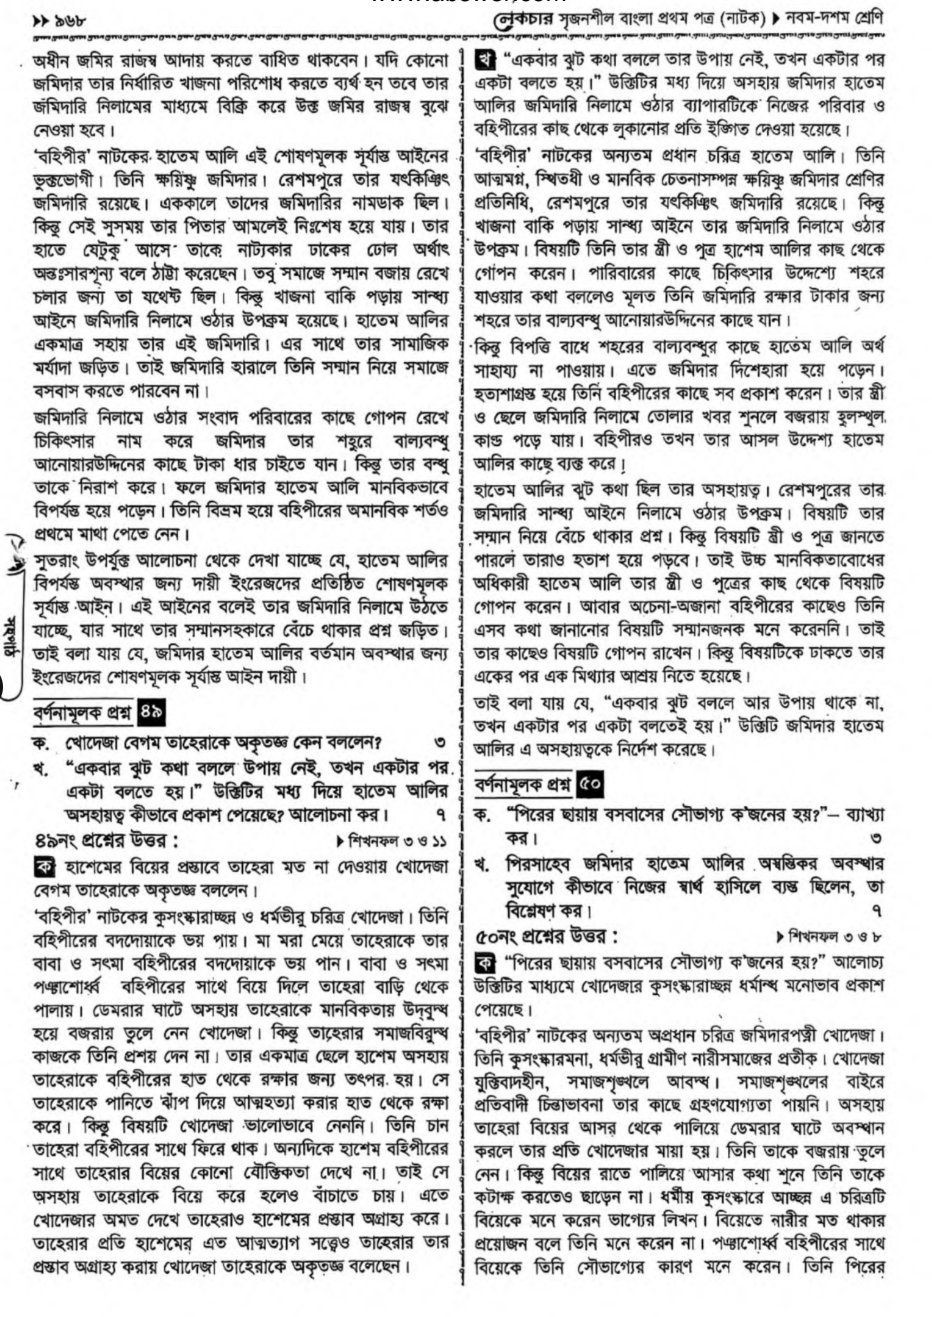 ▶▶ ১৬৮
লেকচার সৃজনশীল বাংলা প্রথম পত্র (নাটক) ▶ নবম-দশম শ্রেণি
অধীন জমির রাজস্ব আদায় করতে বাধিত থাকবেন। যদি কোনো
জমিদার তার নির্ধারিত খাজনা পরিশোধ করতে ব্যর্থ হন তবে তার
জমিদারি নিলামের মাধ্যমে বিক্রি করে উক্ত জমির রাজস্ব বুঝে
নেওয়া হবে।
'বহিপীর' নাটকের হাতেম আলি এই শোষণমূলক সূর্যাস্ত আইনের
ভুক্তভোগী। তিনি ক্ষয়িষ্ণু জমিদার। রেশমপুরে তার যৎকিঞ্চিৎ
জমিদারি রয়েছে। এককালে তাদের জমিদারির নামডাক ছিল।
কিন্তু সেই সুসময় তার পিতার আমলেই নিঃশেষ হয়ে যায়। তার
হাতে যেটুকু আসে তাকে নাট্যকার ঢাকের ঢোল অর্থাৎ
অন্তঃসারশূন্য বলে ঠাট্টা করেছেন। তবু সমাজে সম্মান বজায় রেখে
চলার জন্য তা যথেষ্ট ছিল। কিন্তু খাজনা বাকি পড়ায় সান্ধ্য
আইনে জমিদারি নিলামে ওঠার উপক্রম হয়েছে। হাতেম আলির
একমাত্র সহায় তার এই জমিদারি। এর সাথে তার সামাজিক
মর্যাদা জড়িত। তাই জমিদারি হারালে তিনি সম্মান নিয়ে সমাজে
বসবাস করতে পারবেন না।
জমিদারি নিলামে ওঠার সংবাদ পরিবারের কাছে গোপন রেখে
চিকিৎসার নাম করে জমিদার তার শহুরে বাল্যবন্ধু
আনোয়ারউদ্দিনের কাছে টাকা ধার চাইতে যান। কিন্তু তার বন্ধু
তাকে নিরাশ করে। ফলে জমিদার হাতেম আলি মানবিকভাবে
বিপর্যস্ত হয়ে পড়েন। তিনি বিভ্রম হয়ে বহিপীরের অমানবিক শর্তও
প্রথমে মাথা পেতে নেন।
সুতরাং উপর্যুক্ত আলোচনা থেকে দেখা যাচ্ছে যে, হাতেম আলির
বিপর্যস্ত অবস্থার জন্য দায়ী ইংরেজদের প্রতিষ্ঠিত শোষণমূলক
সূর্যাস্ত আইন। এই আইনের বলেই তার জমিদারি নিলামে উঠতে
যাচ্ছে, যার সাথে তার সম্মানসহকারে বেঁচে থাকার প্রশ্ন জড়িত।
তাই বলা যায় যে, জমিদার হাতেম আলির বর্তমান অবস্থার জন্য
ইংরেজদের শোষণমূলক সূর্যাস্ত আইন দায়ী।
বর্ণনামূলক প্রশ্ন ৪৯
ক. খোদেজা বেগম তাহেরাকে অকৃতজ্ঞ কেন বললেন? ৩
খ. "একবার ঝুট কথা বললে উপায় নেই, তখন একটার পর
একটা বলতে হয়।" উক্তিটির মধ্য দিয়ে হাতেম আলির
অসহায়ত্ব কীভাবে প্রকাশ পেয়েছে? আলোচনা কর। ৭
৪৯নং প্রশ্নের উত্তর : ▶ শিখনফল ৩ ও ১১
ক হাশেমের বিয়ের প্রস্তাবে তাহেরা মত না দেওয়ায় খোদেজা
বেগম তাহেরাকে অকৃতজ্ঞ বললেন।
'বহিপীর' নাটকের কুসংস্কারাচ্ছন্ন ও ধর্মভীরু চরিত্র খোদেজা। তিনি
বহিপীরের বদদোয়াকে ভয় পায়। মা মরা মেয়ে তাহেরাকে তার
বাবা ও সৎমা বহিপীরের বদদোয়াকে ভয় পান। বাবা ও সৎমা
পঞ্চাশোর্ধ্ব বহিপীরের সাথে বিয়ে দিলে তাহেরা বাড়ি থেকে
পালায়। ডেমরার ঘাটে অসহায় তাহেরাকে মানবিকতায় উদ্বুদ্ধ
হয়ে বজরায় তুলে নেন খোদেজা। কিন্তু তাহেরার সমাজবিরুদ্ধ
কাজকে তিনি প্রশয় দেন না। তার একমাত্র ছেলে হাশেম অসহায়
তাহেরাকে বহিপীরের হাত থেকে রক্ষার জন্য তৎপর হয়। সে
তাহেরাকে পানিতে ঝাঁপ দিয়ে আত্মহত্যা করার হাত থেকে রক্ষা
করে। কিন্তু বিষয়টি খোদেজা ভালোভাবে নেননি। তিনি চান
তাহেরা বহিপীরের সাথে ফিরে থাক। অন্যদিকে হাশেম বহিপীরের
সাথে তাহেরার বিয়ের কোনো যৌক্তিকতা দেখে না। তাই সে
অসহায় তাহেরাকে বিয়ে করে হলেও বাঁচাতে চায়। এতে
খোদেজার অমত দেখে তাহেরাও হাশেমের প্রস্তাব অগ্রাহ্য করে।
তাহেরার প্রতি হাশেমের এত আত্মত্যাগ সত্ত্বেও তাহেরার তার
প্রস্তাব অগ্রাহ্য করায় খোদেজা তাহেরাকে অকৃতজ্ঞ বলেছেন।
খ "একবার ঝুট কথা বললে তার উপায় নেই, তখন একটার পর
একটা বলতে হয়।" উক্তিটির মধ্য দিয়ে অসহায় জমিদার হাতেম
আলির জমিদারি নিলামে ওঠার ব্যাপারটিকে নিজের পরিবার ও
বহিপীরের কাছ থেকে লুকানোর প্রতি ইঙ্গিত দেওয়া হয়েছে।
'বহিপীর' নাটকের অন্যতম প্রধান চরিত্র হাতেম আলি। তিনি
আত্মমগ্ন, স্থিতধী ও মানবিক চেতনাসম্পন্ন ক্ষয়িষ্ণু জমিদার শ্রেণির
প্রতিনিধি, রেশমপুরে তার যৎকিঞ্চিৎ জমিদারি রয়েছে। কিন্তু
খাজনা বাকি পড়ায় সান্ধ্য আইনে তার জমিদারি নিলামে ওঠার
উপক্রম। বিষয়টি তিনি তার স্ত্রী ও পুত্র হাশেম আলির কাছ থেকে
গোপন করেন। পারিবারের কাছে চিকিৎসার উদ্দেশ্যে শহরে
যাওয়ার কথা বললেও মূলত তিনি জমিদারি রক্ষার টাকার জন্য
শহরে তার বাল্যবন্ধু আনোয়ারউদ্দিনের কাছে যান।
কিন্তু বিপত্তি বাধে শহরের বাল্যবন্ধুর কাছে হাতেম আলি অর্থ
সাহায্য না পাওয়ায়। এতে জমিদার দিশেহারা হয়ে পড়েন।
হতাশাগ্রস্ত হয়ে তিনি বহিপীরের কাছে সব প্রকাশ করেন। তার স্ত্রী
ও ছেলে জমিদারি নিলামে তোলার খবর শুনলে বজরায় হুলস্থুল
কান্ড পড়ে যায়। বহিপীরও তখন তার আসল উদ্দেশ্য হাতেম
আলির কাছে ব্যক্ত করে।
হাতেম আলির ঝুট কথা ছিল তার অসহায়ত্ব। রেশমপুরের তার
জমিদারি সান্ধ্য আইনে নিলামে ওঠার উপক্রম। বিষয়টি তার
সম্মান নিয়ে বেঁচে থাকার প্রশ্ন। কিন্তু বিষয়টি স্ত্রী ও পুত্র জানতে
পারলে তারাও হতাশ হয়ে পড়বে। তাই উচ্চ মানবিকতাবোধের
অধিকারী হাতেম আলি তার স্ত্রী ও পুত্রের কাছ থেকে বিষয়টি
গোপন করেন। আবার অচেনা-অজানা বহিপীরের কাছেও তিনি
এসব কথা জানানোর বিষয়টি সম্মানজনক মনে করেননি। তাই
তার কাছেও বিষয়টি গোপন রাখেন। কিন্তু বিষয়টিকে ঢাকতে তার
একের পর এক মিথ্যার আশ্রয় নিতে হয়েছে।
তাই বলা যায় যে, "একবার ঝুট বললে আর উপায় থাকে না,
তখন একটার পর একটা বলতেই হয়।" উক্তিটি জমিদার হাতেম
আলির এ অসহায়ত্বকে নির্দেশ করেছে।
বর্ণনামূলক প্রশ্ন ৫০
ক. "পিরের ছায়ায় বসবাসের সৌভাগ্য ক'জনের হয়?"– ব্যাখ্যা
কর। ৩
খ. পিরসাহেব জমিদার হাতেম আলির অস্বস্তিকর অবস্থার
সুযোগে কীভাবে নিজের স্বার্থ হাসিলে ব্যস্ত ছিলেন, তা
বিশ্লেষণ কর। ৭
৫০নং প্রশ্নের উত্তর : ▶ শিখনফল ৩ ও ৮
ক "পিরের ছায়ায় বসবাসের সৌভাগ্য ক'জনের হয়?" আলোচ্য
উক্তিটির মাধ্যমে খোদেজার কুসংস্কারাচ্ছন্ন ধর্মান্ধ মনোভাব প্রকাশ
পেয়েছে।
'বহিপীর' নাটকের অন্যতম অপ্রধান চরিত্র জমিদারপত্নী খোদেজা।
তিনি কুসংস্কারমনা, ধর্মভীরু গ্রামীণ নারীসমাজের প্রতীক। খোদেজা
যুক্তিবাদহীন, সমাজশৃঙ্খলে আবদ্ধ। সমাজশৃঙ্খলের বাইরে
প্রতিবাদী চিন্তাভাবনা তার কাছে গ্রহণযোগ্যতা পায়নি। অসহায়
তাহেরা বিয়ের আসর থেকে পালিয়ে ডেমরার ঘাটে অবস্থান
করলে তার প্রতি খোদেজার মায়া হয়। তিনি তাকে বজরায় তুলে
নেন। কিন্তু বিয়ের রাতে পালিয়ে আসার কথা শুনে তিনি তাকে
কটাক্ষ করতেও ছাড়েন না। ধর্মীয় কুসংস্কারে আচ্ছন্ন এ চরিত্রটি
বিয়েকে মনে করেন ভাগ্যের লিখন। বিয়েতে নারীর মত থাকার
প্রয়োজন বলে তিনি মনে করেন না। পঞ্চাশোর্ধ্ব বহিপীরের সাথে
বিয়েকে তিনি সৌভাগ্যের কারণ মনে করেন। তিনি পিরের
সহপাঠ